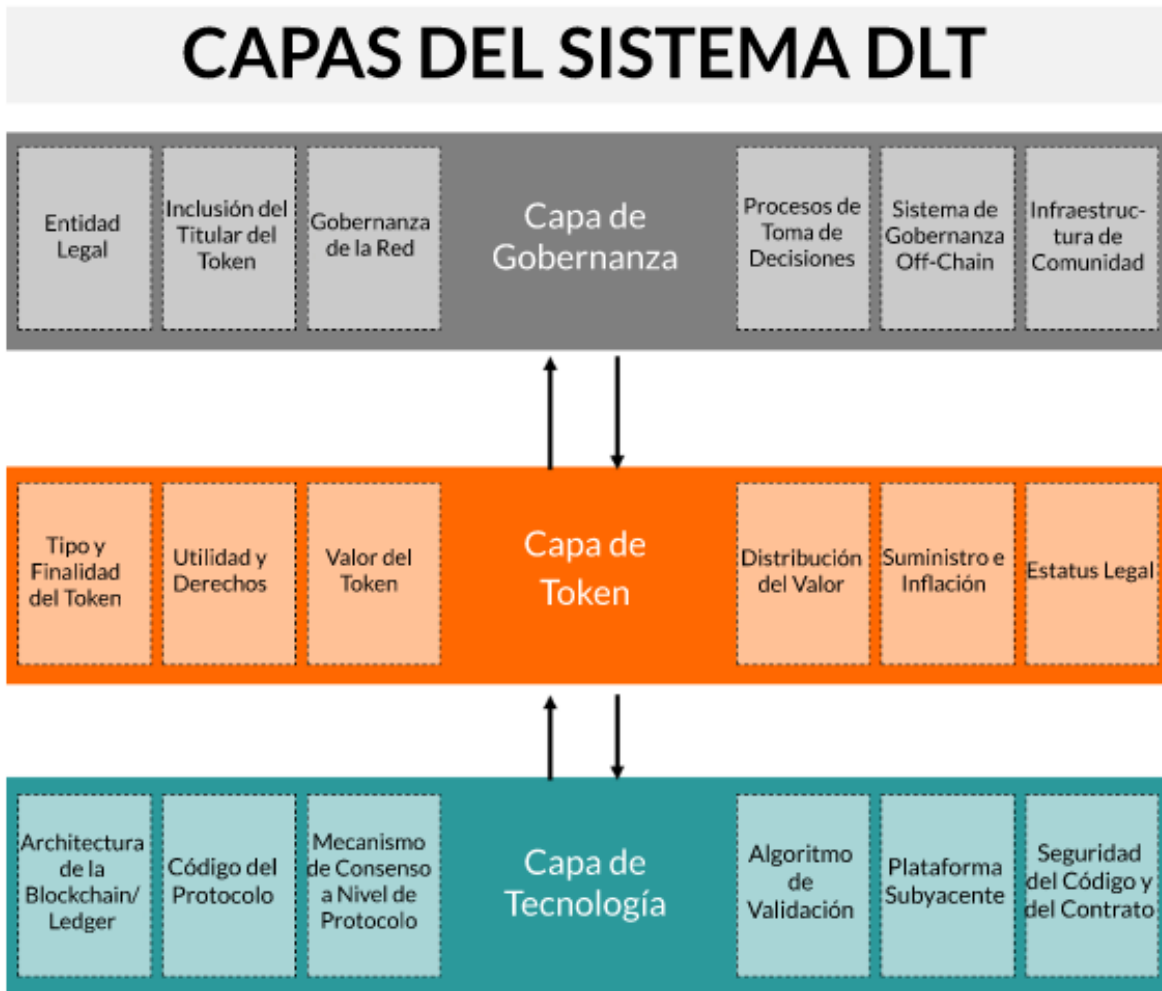 CAPAS DEL SISTEMA DLT
Entidad
Legal
Inclusión del
Titular del
Token
Gobernanza
de la Red
Capa de
Gobernanza
Procesos de
Toma de
Decisiones
Sistema de
Gobernanza
Off-Chain
Infraestruc-
tura de
Comunidad
Tipo y
Finalidad
del Token
Utilidad y
Derechos
Valor del
Token
Capa de
Token
Distribución
del Valor
Suministro e
Inflación
Estatus Legal
Architectura
de la
Blockchain/
Ledger
Código del
Protocolo
Mecanismo
de Consenso
a Nivel de
Protocolo
Capa de
Tecnología
Algoritmo
de
Validación
Plataforma
Subyacente
Seguridad
del Código y
del Contrato